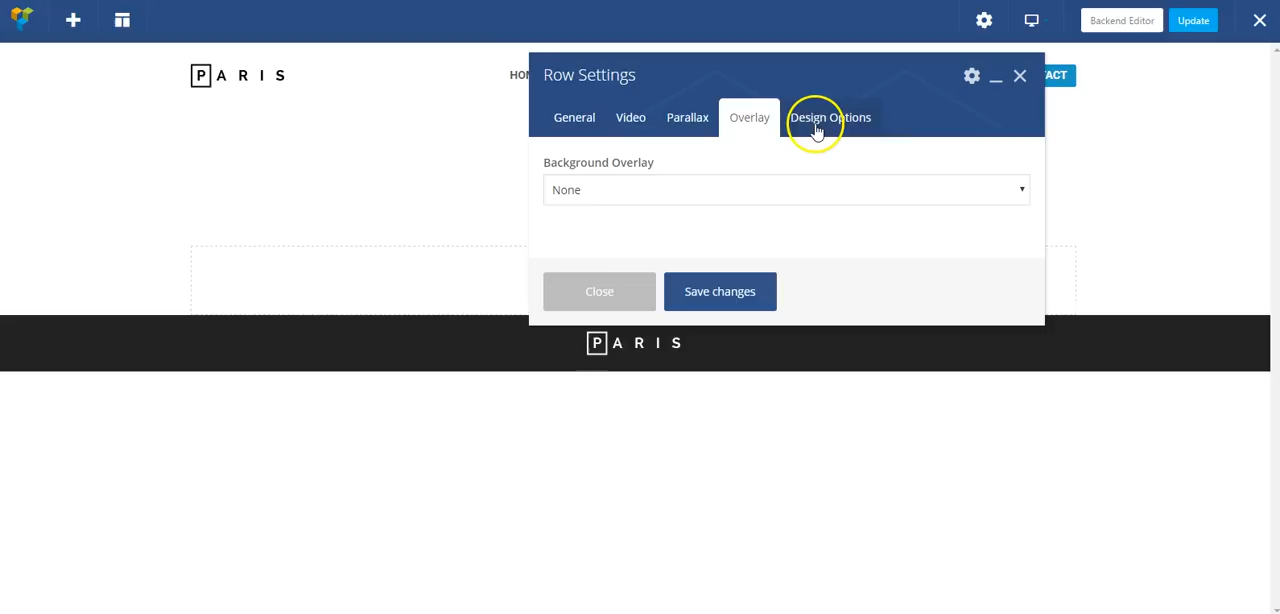 Backend Editor
Update
PARIS
HOM
TACT
Row Settings
General
Video
Parallax
Overlay
Design Options
Background Overlay
None
Close
Save changes
PARIS